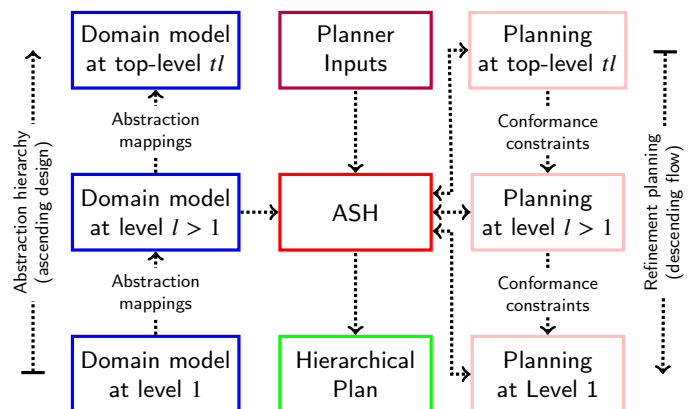 Domain model
at top-level tl
Planner
Inputs
Planning
at top-level tl
Abstraction
mappings
Conformance
constraints
Abstraction hierarchy
(ascending design)
Domain model
at level l > 1
ASH
Planning
at level l > 1
Refinement planning
(descending flow)
Abstraction
mappings
Conformance
constraints
Domain model
at level 1
Hierarchical
Plan
Planning
at Level 1